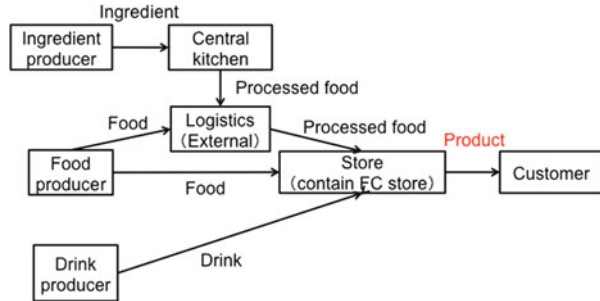 Ingredient
Ingredient
producer
Central
kitchen
Processed food
Food
Logistics
（External）
Processed food
Product
Food
producer
Food
Store
（contain FC store）
Customer
Drink
Drink
producer